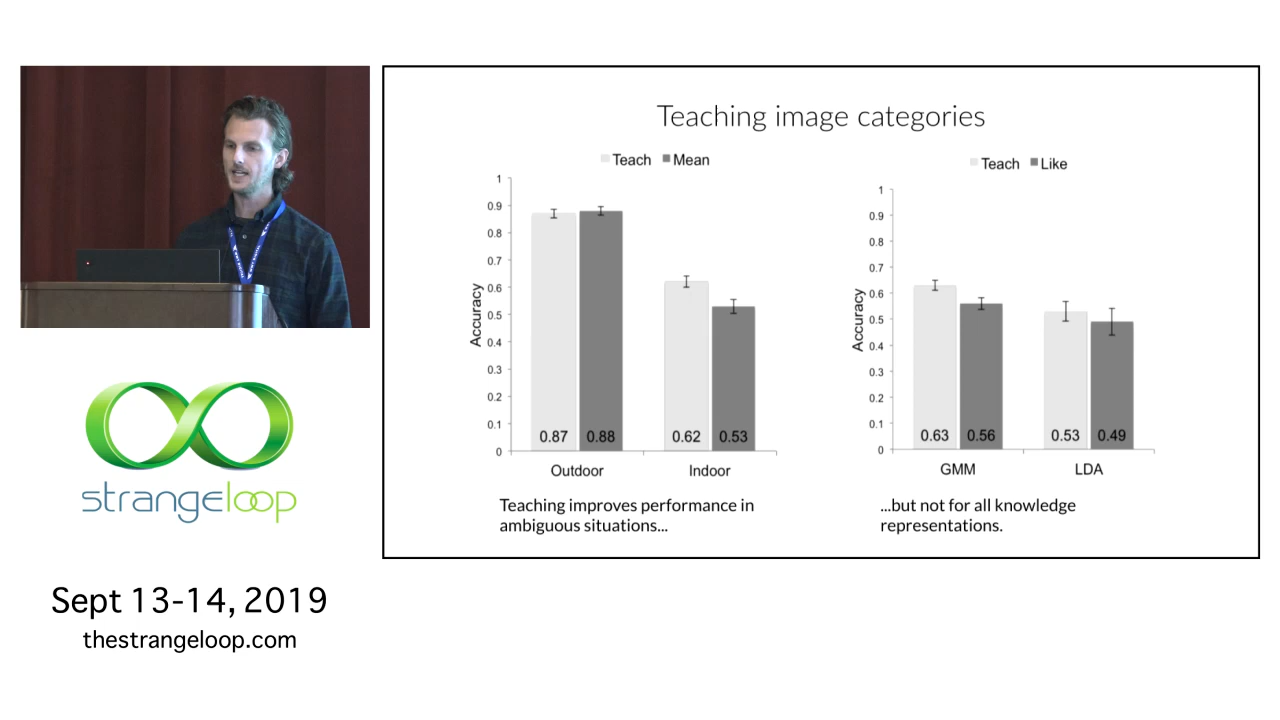 Teaching image categories
Teach Mean
1
0.9
0.8
0.7
0.6
0.5
0.4
0.3
0.2
0.1
0
Accuracy
0.87 0.88 0.62 0.53
Outdoor Indoor
Teaching improves performance in
ambiguous situations...
Teach Like
1
0.9
0.8
0.7
0.6
0.5
0.4
0.3
0.2
0.1
0
Accuracy
0.63 0.56 0.53 0.49
GMM LDA
...but not for all knowledge
representations.
strangeloop
Sept 13-14, 2019
thestrangeloop.com